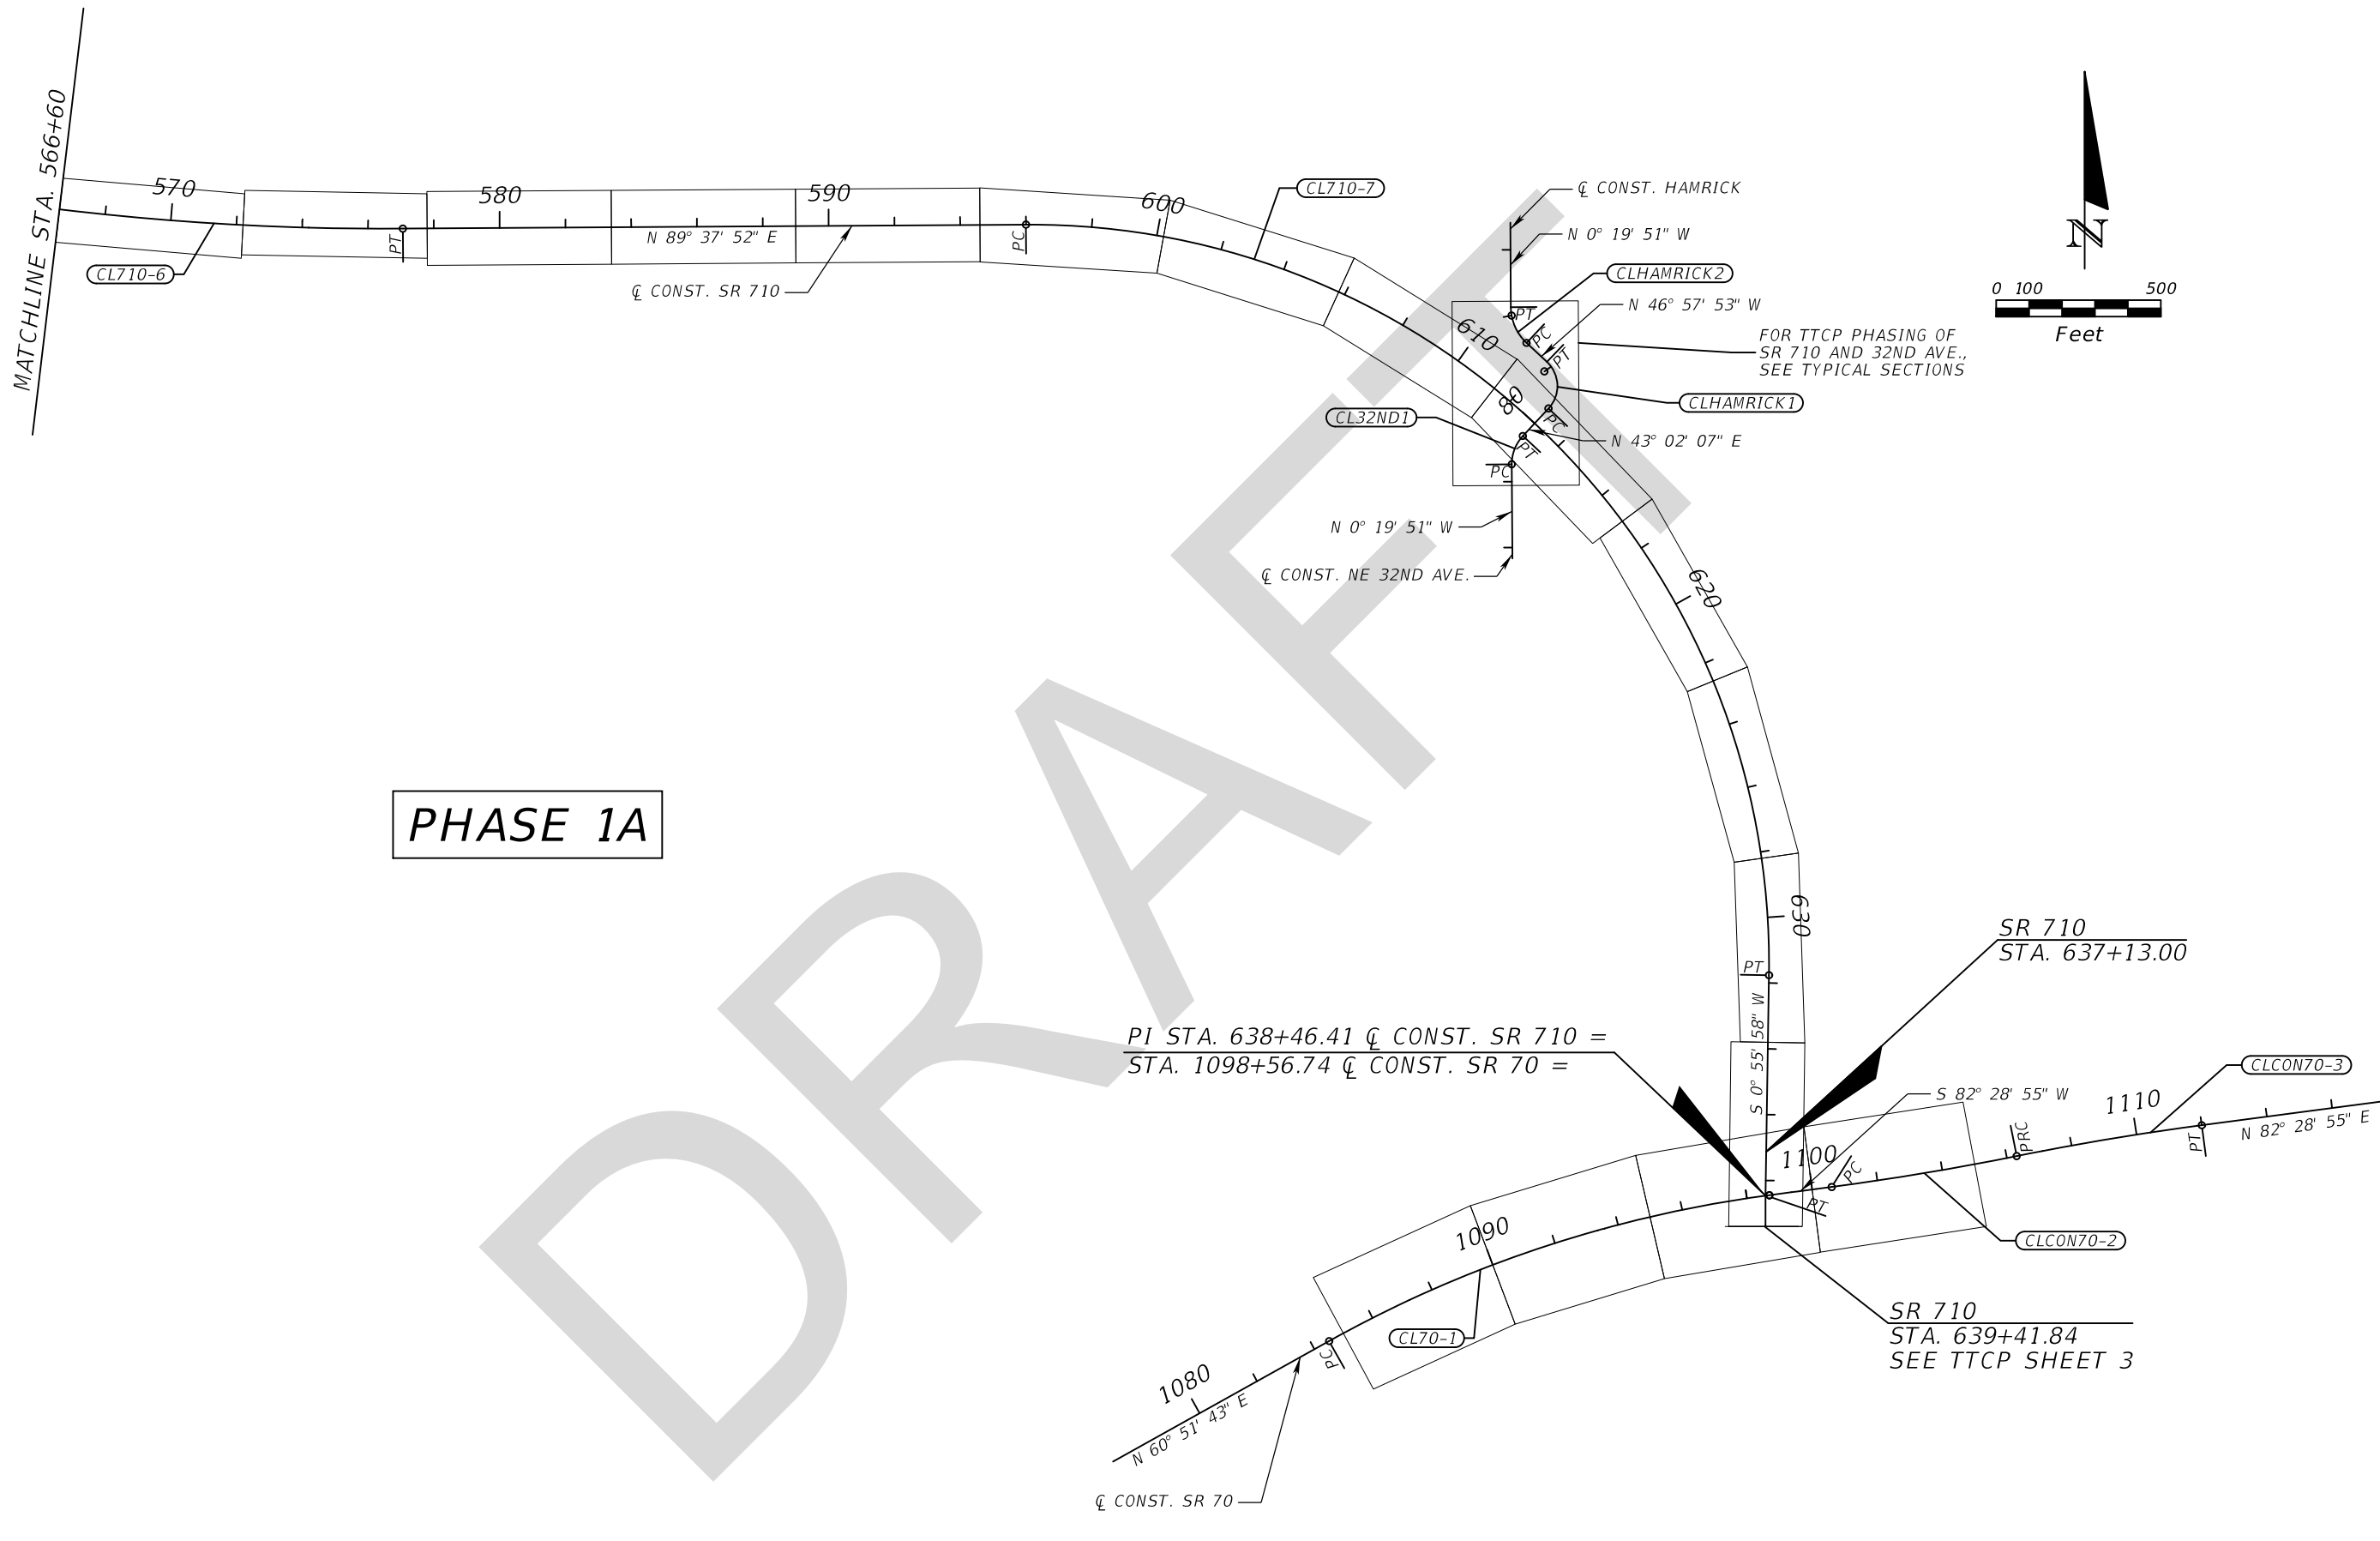 MATCHLINE STA. 566+60
570
580
590
600
610
620
630
CL710-6
PT
N 89° 37' 52" E
℄ CONST. SR 710
PC
CL710-7
℄ CONST. HAMRICK
N 0° 19' 51" W
CLHAMRICK2
N 46° 57' 53" W
PT
PC
PT
FOR TTCP PHASING OF
SR 710 AND 32ND AVE.,
SEE TYPICAL SECTIONS
CLHAMRICK1
80
CL32ND1
PC
N 43° 02' 07" E
PT
PC
N 0° 19' 51" W
℄ CONST. NE 32ND AVE.
N
0 100 500
Feet
PHASE 1A
DRAFT
PT
S 0° 55' 58" W
SR 710
STA. 637+13.00
PI STA. 638+46.41 ℄ CONST. SR 710 =
STA. 1098+56.74 ℄ CONST. SR 70 =
S 82° 28' 55" W
CLCON70-3
1110
1100
PC
PRC
PT
N 82° 28' 55" E
PT
1090
CLCON70-2
CL70-1
SR 710
STA. 639+41.84
SEE TTCP SHEET 3
PC
1080
N 60° 51' 43" E
℄ CONST. SR 70